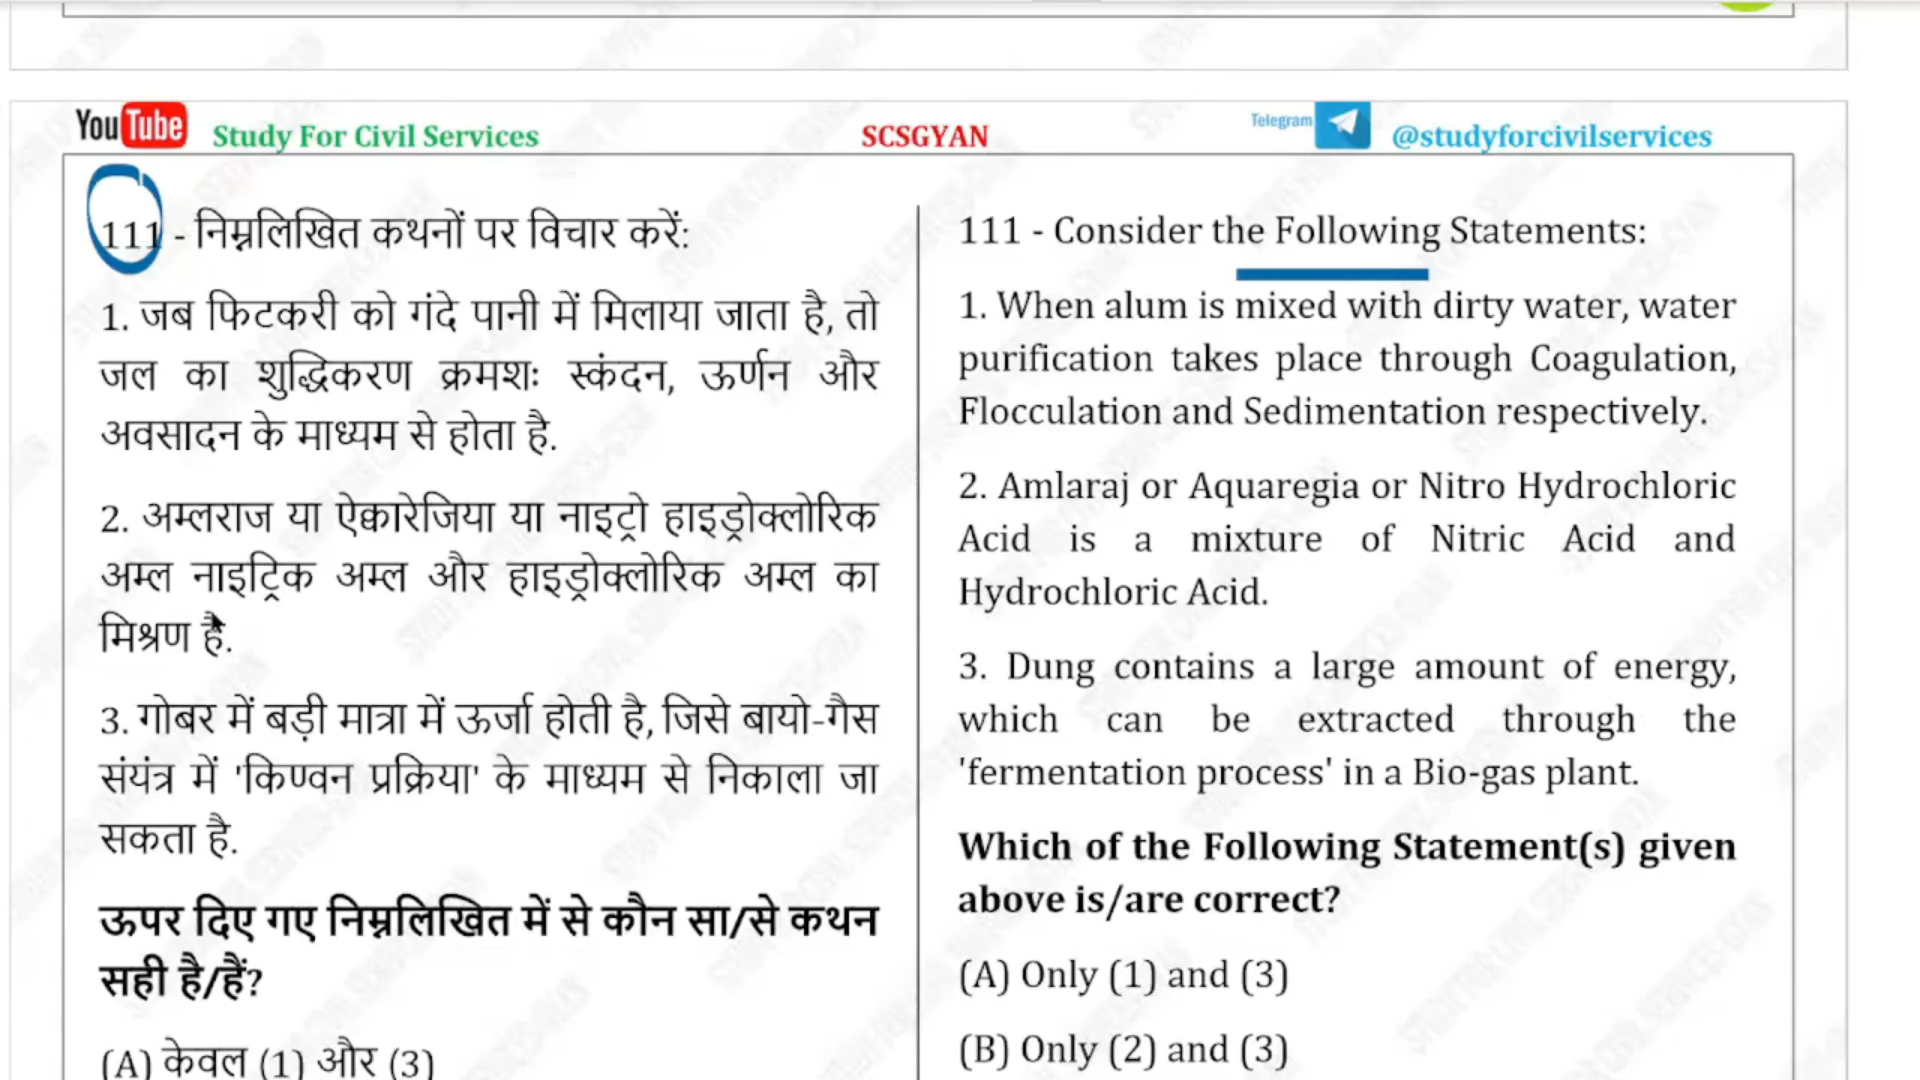 YouTube Study For Civil Services SCSGYAN Telegram @studyforcivilservices
111 - निम्नलिखित कथनों पर विचार करें:
1. जब फिटकरी को गंदे पानी में मिलाया जाता है, तो
जल का शुद्धिकरण क्रमशः स्कंदन, ऊर्णन और
अवसादन के माध्यम से होता है.
2. अम्लराज या ऐक्वारेजिया या नाइट्रो हाइड्रोक्लोरिक
अम्ल नाइट्रिक अम्ल और हाइड्रोक्लोरिक अम्ल का
मिश्रण है.
3. गोबर में बड़ी मात्रा में ऊर्जा होती है, जिसे बायो-गैस
संयंत्र में 'किण्वन प्रक्रिया' के माध्यम से निकाला जा
सकता है.
ऊपर दिए गए निम्नलिखित में से कौन सा/से कथन
सही है/हैं?
(A) केवल (1) और (3)
111 - Consider the Following Statements:
1. When alum is mixed with dirty water, water
purification takes place through Coagulation,
Flocculation and Sedimentation respectively.
2. Amlaraj or Aquaregia or Nitro Hydrochloric
Acid is a mixture of Nitric Acid and
Hydrochloric Acid.
3. Dung contains a large amount of energy,
which can be extracted through the
'fermentation process' in a Bio-gas plant.
Which of the Following Statement(s) given
above is/are correct?
(A) Only (1) and (3)
(B) Only (2) and (3)